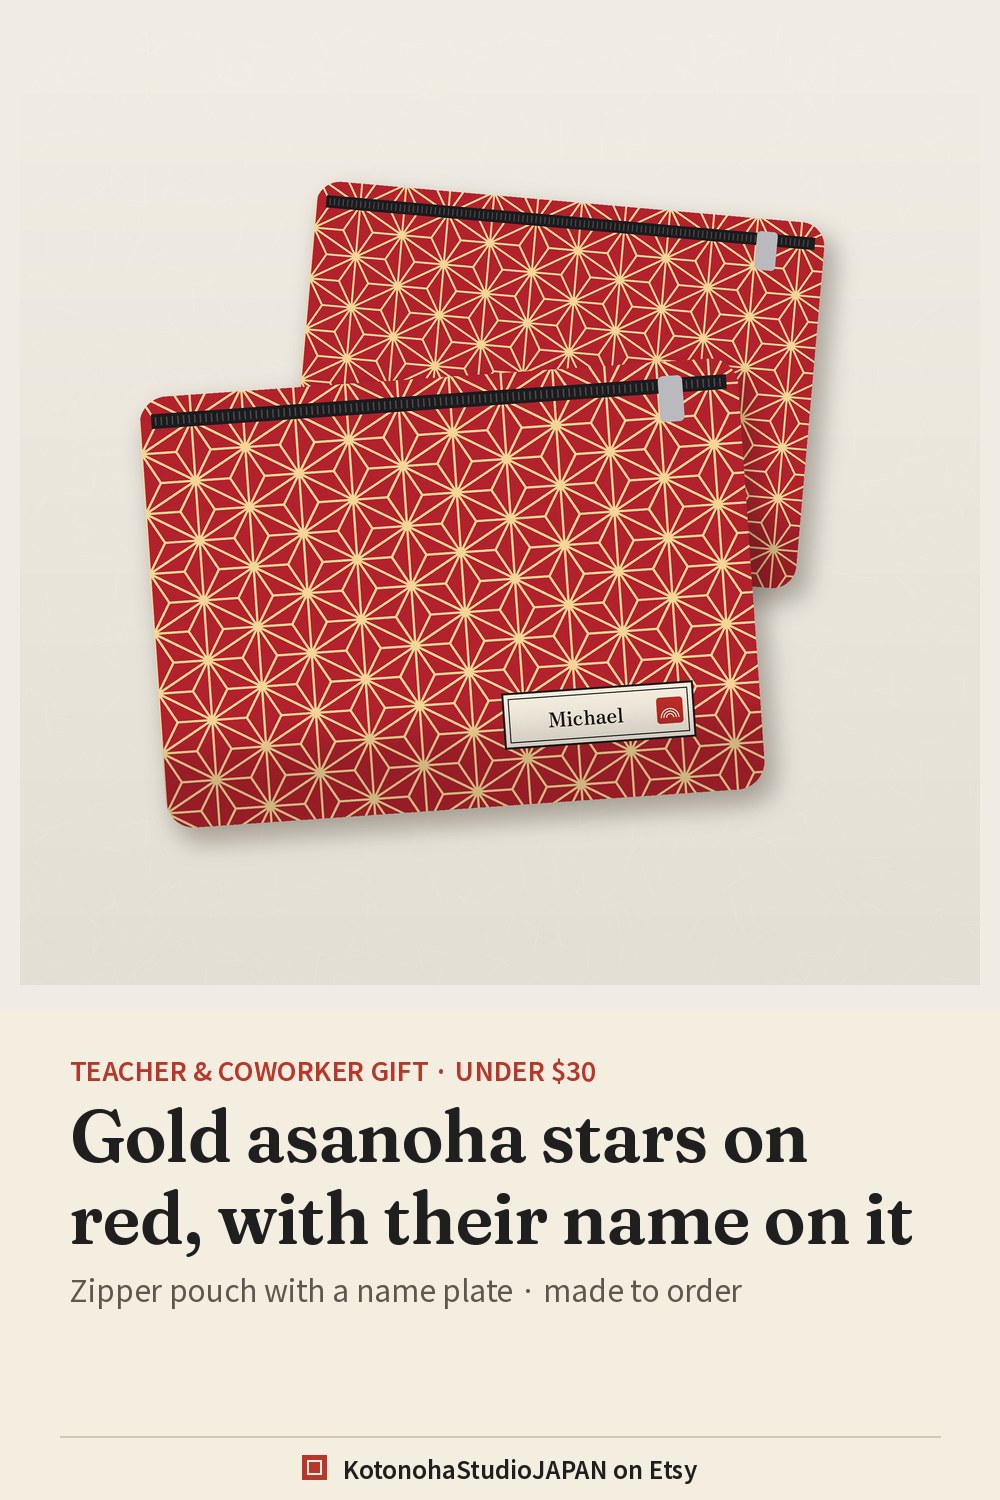 Michael
TEACHER & COWORKER GIFT · UNDER $30
Gold asanoha stars on
red, with their name on it
Zipper pouch with a name plate · made to order
KotonohaStudioJAPAN on Etsy